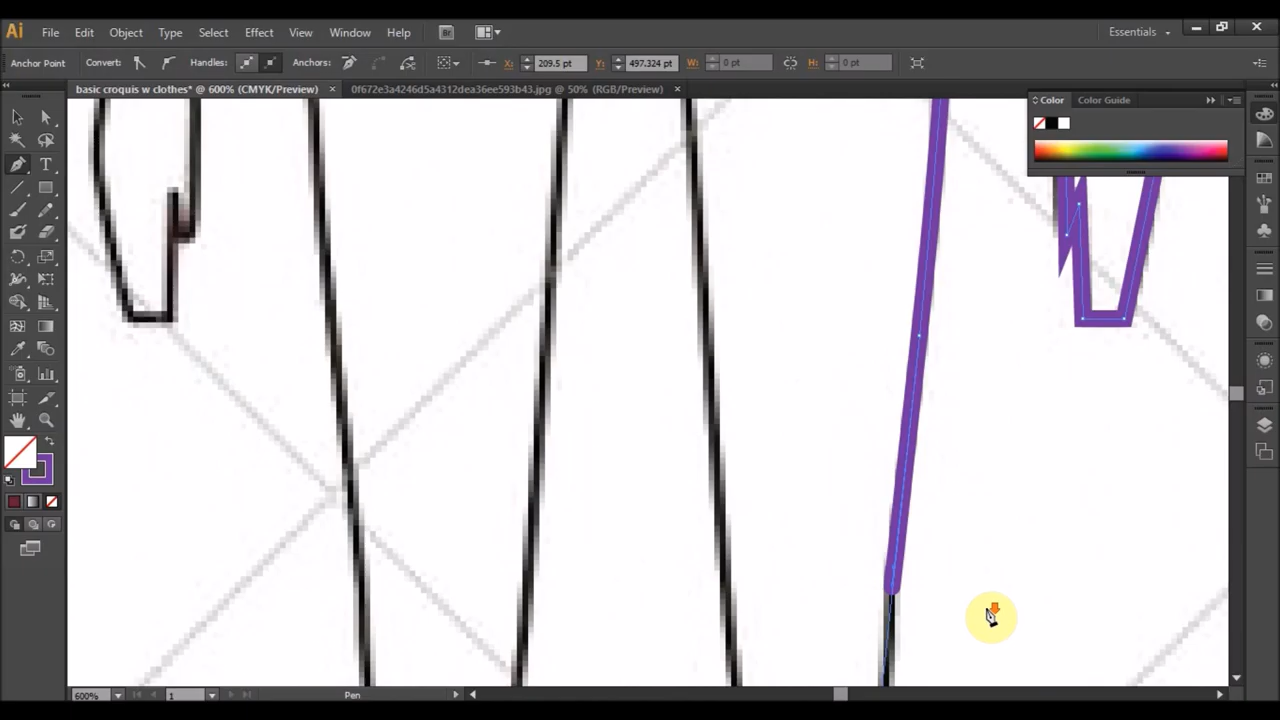 Ai File Edit Object Type Select Effect View Window Help Br Essentials
Anchor Point Convert: Handles: Anchors: X: 209.5 pt Y: 497.324 pt W: 0 pt H: 0 pt
basic croquis w clothes* @ 600% (CMYK/Preview) 0f672e3a4246d5a4312dea36ee593b43.jpg @ 50% (RGB/Preview)
Color Color Guide
T
600% 1 Pen